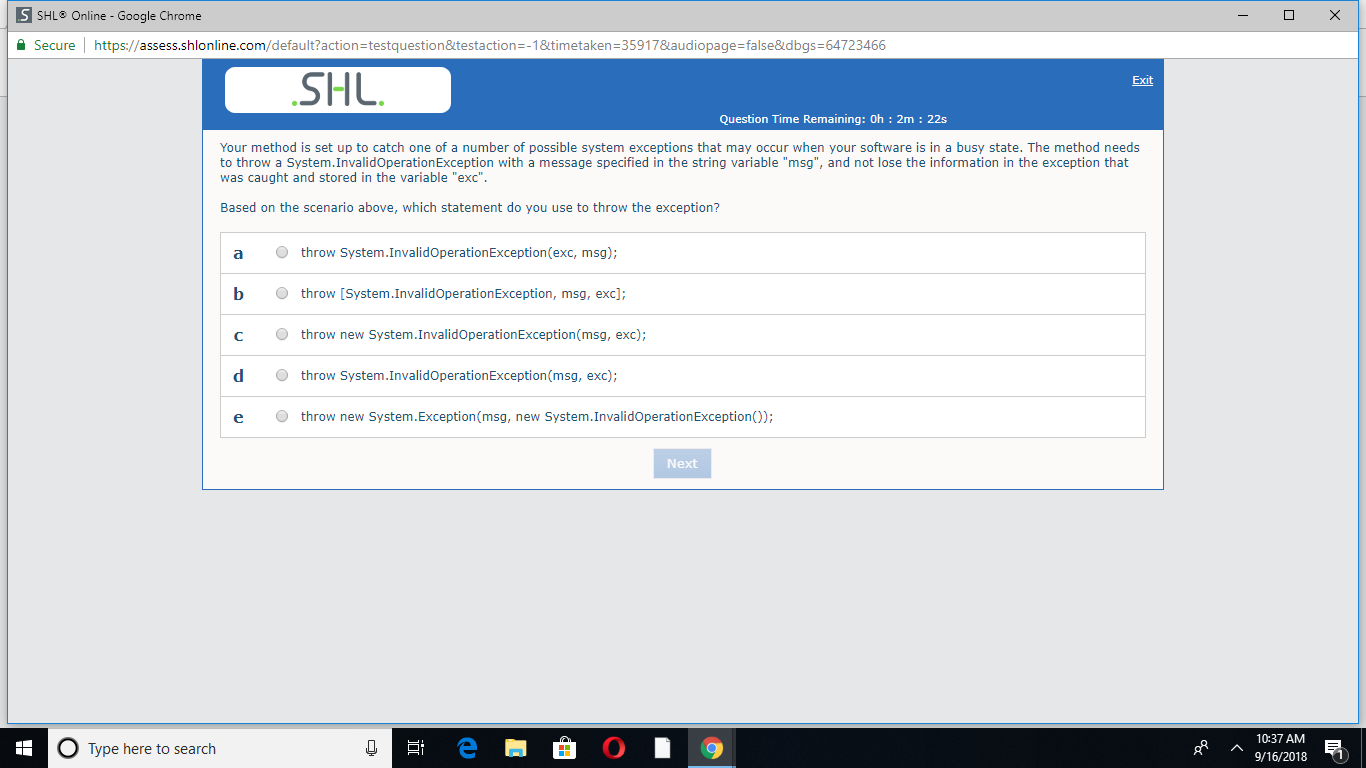 SHL® Online - Google Chrome
Secure https://assess.shlonline.com/default?action=testquestion&testaction=-1&timetaken=35917&audiopage=false&dbgs=64723466
.SHL.
Exit
Question Time Remaining: 0h : 2m : 22s
Your method is set up to catch one of a number of possible system exceptions that may occur when your software is in a busy state. The method needs
to throw a System.InvalidOperationException with a message specified in the string variable "msg", and not lose the information in the exception that
was caught and stored in the variable "exc".
Based on the scenario above, which statement do you use to throw the exception?
a throw System.InvalidOperationException(exc, msg);
b throw [System.InvalidOperationException, msg, exc];
c throw new System.InvalidOperationException(msg, exc);
d throw System.InvalidOperationException(msg, exc);
e throw new System.Exception(msg, new System.InvalidOperationException());
Next
Type here to search
10:37 AM
9/16/2018
1